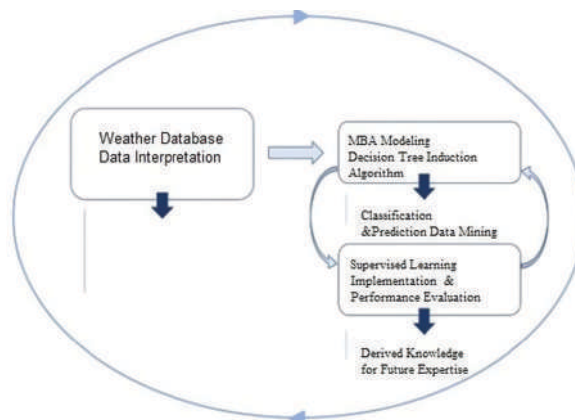 Weather Database
Data Interpretation
MBA Modeling
Decision Tree Induction
Algorithm
Classification
&Prediction Data Mining
Supervised Learning
Implementation &
Performance Evaluation
Derived Knowledge
for Future Expertise